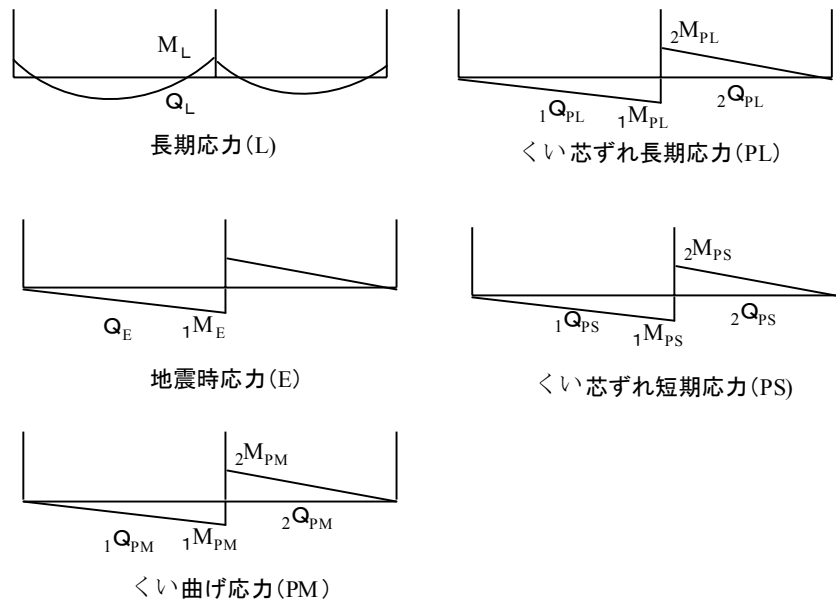 M_L
Q_L
長期応力(L)
₂M_PL
₁Q_PL ₁M_PL ₂Q_PL
くい芯ずれ長期応力(PL)
Q_E ₁M_E
地震時応力(E)
₂M_PS
₁Q_PS ₁M_PS ₂Q_PS
くい芯ずれ短期応力(PS)
₂M_PM
₁Q_PM ₁M_PM ₂Q_PM
くい曲げ応力(PM)